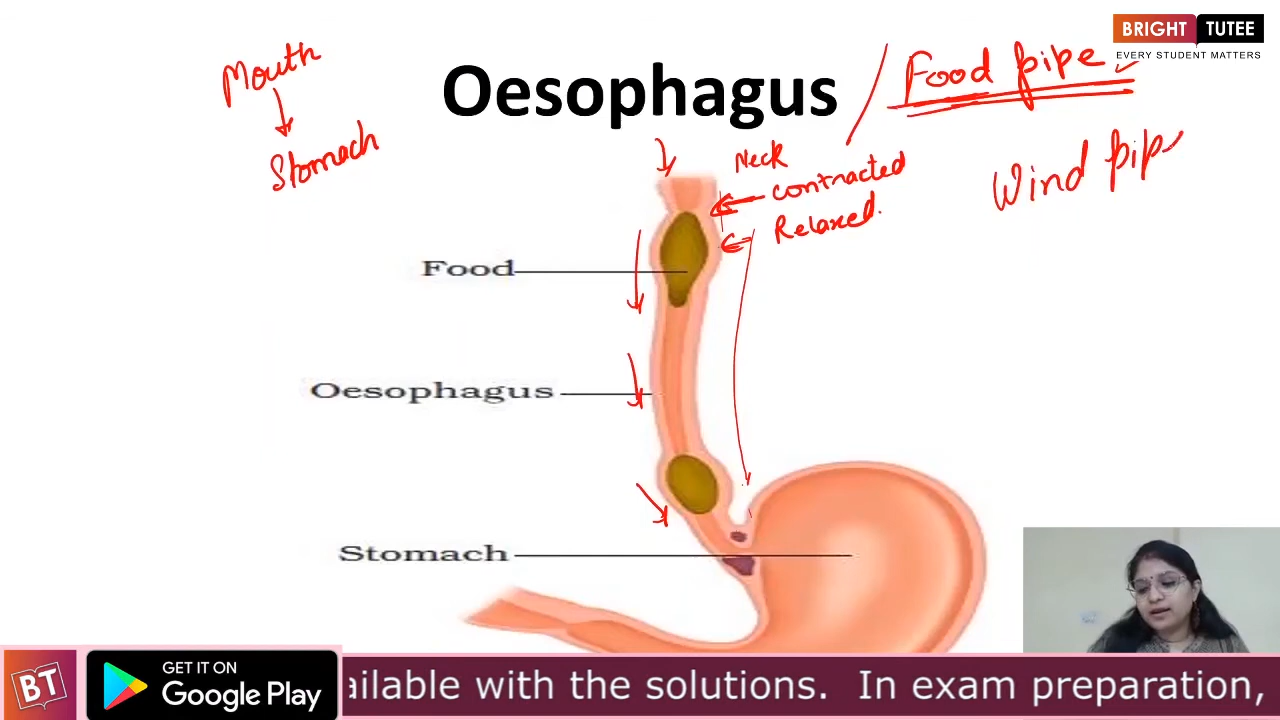 BRIGHT TUTEE
EVERY STUDENT MATTERS
Mouth
Stomach
Oesophagus / Food pipe
Wind pipe
Neck
contracted
Relaxed.
Food
Oesophagus
Stomach
BT
GET IT ON
Google Play
ailable with the solutions. In exam preparation,